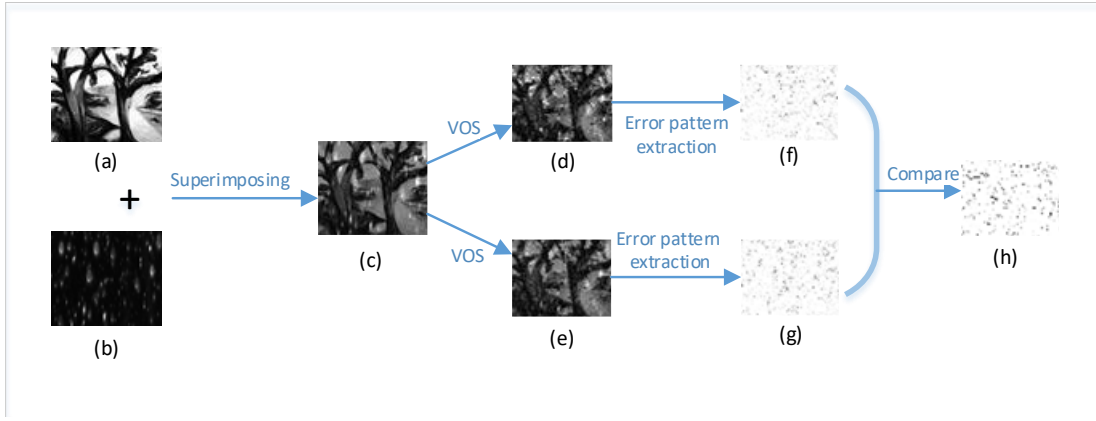 (a)
+
(b)
Superimposing
(c)
VOS
VOS
(d)
(e)
Error pattern
extraction
Error pattern
extraction
(f)
(g)
Compare
(h)